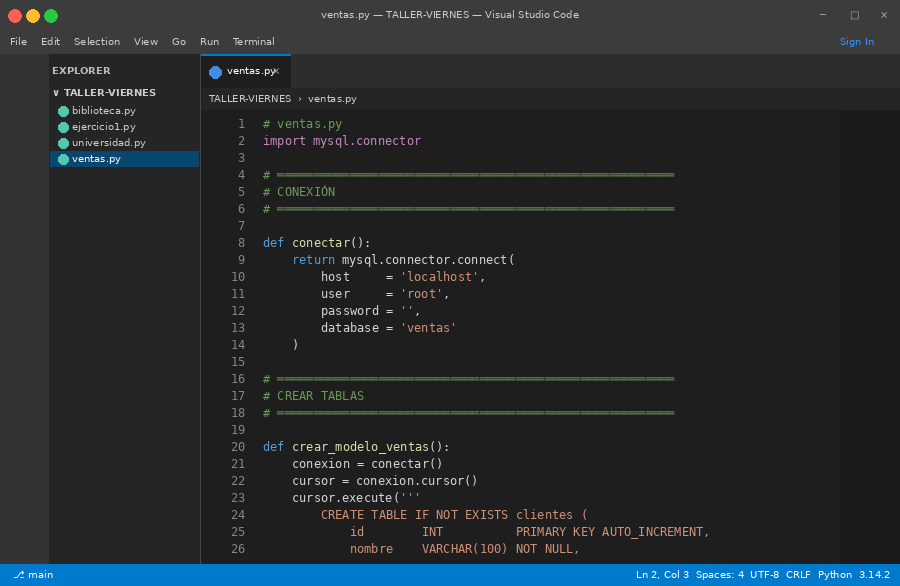 ventas.py — TALLER-VIERNES — Visual Studio Code
File Edit Selection View Go Run Terminal Sign In
EXPLORER
∨ TALLER-VIERNES
biblioteca.py
ejercicio1.py
universidad.py
ventas.py
ventas.py ×
TALLER-VIERNES › ventas.py
1 # ventas.py
2 import mysql.connector
3
4 # ═══════════════════════════════════════════════════════
5 # CONEXIÓN
6 # ═══════════════════════════════════════════════════════
7
8 def conectar():
9     return mysql.connector.connect(
10         host     = 'localhost',
11         user     = 'root',
12         password = '',
13         database = 'ventas'
14     )
15
16 # ═══════════════════════════════════════════════════════
17 # CREAR TABLAS
18 # ═══════════════════════════════════════════════════════
19
20 def crear_modelo_ventas():
21     conexion = conectar()
22     cursor = conexion.cursor()
23     cursor.execute('''
24         CREATE TABLE IF NOT EXISTS clientes (
25             id        INT          PRIMARY KEY AUTO_INCREMENT,
26             nombre    VARCHAR(100) NOT NULL,
⎇ main
Ln 2, Col 3 Spaces: 4 UTF-8 CRLF Python 3.14.2